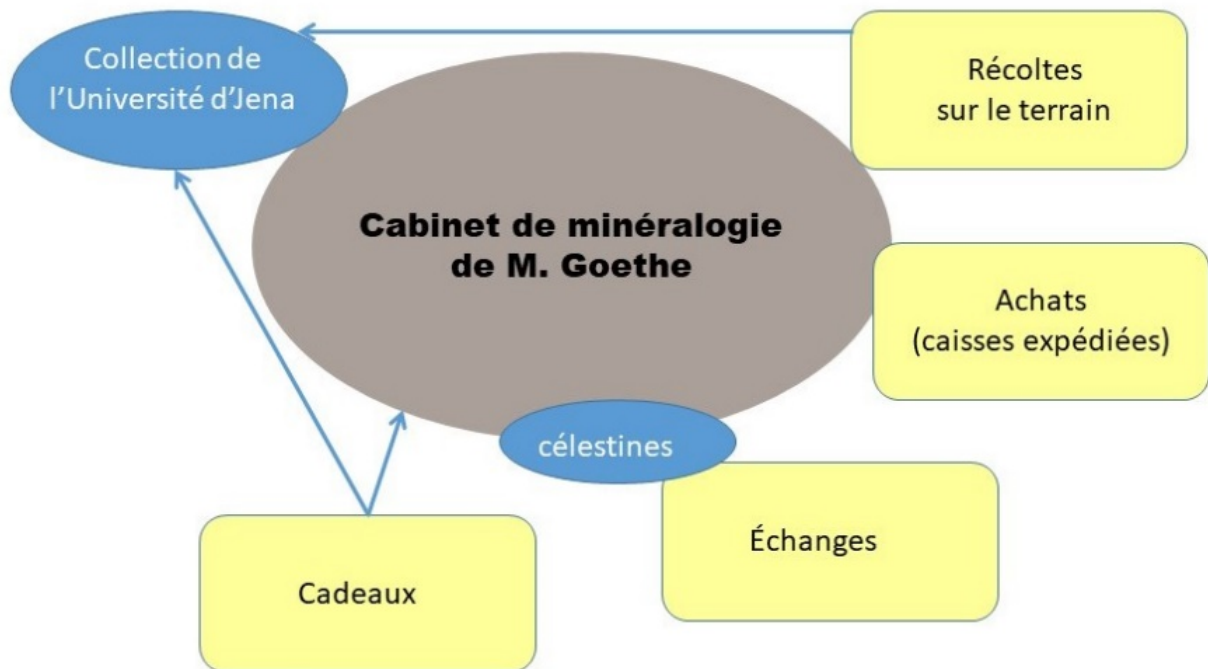 Collection de
l'Université d'Jena
Récoltes
sur le terrain
Cabinet de minéralogie
de M. Goethe
Achats
(caisses expédiées)
célestines
Échanges
Cadeaux